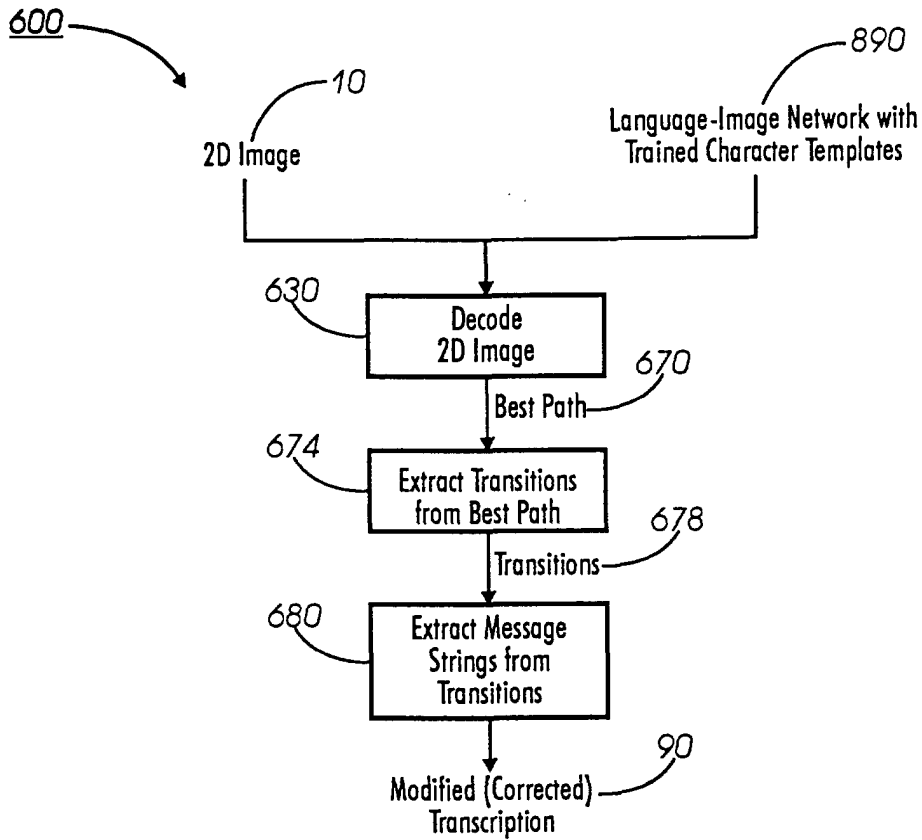 600
10
890
2D Image
Language-Image Network with
Trained Character Templates
630
Decode
2D Image
670
Best Path
674
Extract Transitions
from Best Path
678
Transitions
680
Extract Message
Strings from
Transitions
90
Modified (Corrected)
Transcription